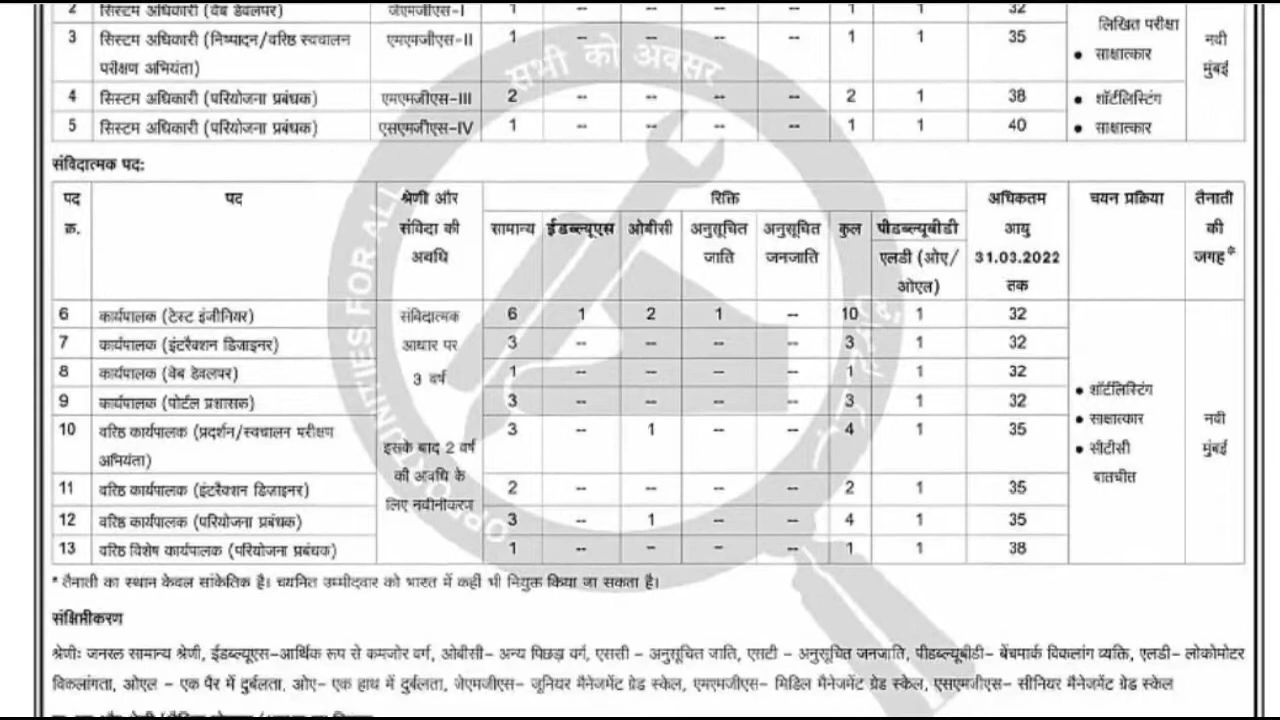 2 सिस्टम अधिकारी (वेब डेवलपर) जेएमजीएस-I 1 -- -- -- -- 1 1 32
लिखित परीक्षा
3 सिस्टम अधिकारी (निष्पादन/वरिष्ठ स्वचालन एमएमजीएस-II 1 -- -- -- -- 1 1 35 नवी
• साक्षात्कार
परीक्षण अभियंता) मुंबई
4 सिस्टम अधिकारी (परियोजना प्रबंधक) एमएमजीएस-III 2 -- -- -- -- 2 1 38 • शॉर्टलिस्टिंग
5 सिस्टम अधिकारी (परियोजना प्रबंधक) एसएमजीएस-IV 1 -- -- -- -- 1 1 40 • साक्षात्कार
संविदात्मक पद:
पद पद श्रेणी और रिक्ति अधिकतम चयन प्रक्रिया तैनाती
क्र. संविदा की सामान्य ईडब्ल्यूएस ओबीसी अनुसूचित अनुसूचित कुल पीडब्ल्यूबीडी आयु की
अवधि जाति जनजाति एलडी (ओए/ 31.03.2022 जगह*
ओएल) तक
6 कार्यपालक (टेस्ट इंजीनियर) संविदात्मक 6 1 2 1 -- 10 1 32
7 कार्यपालक (इंटरैक्शन डिजाइनर) आधार पर 3 -- -- -- -- 3 1 32
8 कार्यपालक (वेब डेवलपर) 3 वर्ष 1 -- -- -- -- 1 1 32
• शॉर्टलिस्टिंग
9 कार्यपालक (पोर्टल प्रशासक) 3 -- -- -- -- 3 1 32
• साक्षात्कार नवी
10 वरिष्ठ कार्यपालक (प्रदर्शन/स्वचालन परीक्षण 3 -- 1 -- -- 4 1 35
इसके बाद 2 वर्ष • सीटीसी मुंबई
अभियंता)
की अवधि के बातचीत
11 वरिष्ठ कार्यपालक (इंटरैक्शन डिज़ाइनर) लिए नवीनीकरण 2 -- -- -- -- 2 1 35
12 वरिष्ठ कार्यपालक (परियोजना प्रबंधक) 3 -- 1 -- -- 4 1 35
13 वरिष्ठ विशेष कार्यपालक (परियोजना प्रबंधक) 1 -- -- -- -- 1 1 38
* तैनाती का स्थान केवल सांकेतिक है। चयनित उम्मीदवार को भारत में कहीं भी नियुक्त किया जा सकता है।
संक्षिप्तीकरण
श्रेणीः जनरल सामान्य श्रेणी, ईडब्ल्यूएस-आर्थिक रूप से कमजोर वर्ग, ओबीसी- अन्य पिछड़ा वर्ग, एससी - अनुसूचित जाति, एसटी - अनुसूचित जनजाति, पीडब्ल्यूबीडी- बेंचमार्क विकलांग व्यक्ति, एलडी- लोकोमोटर
विकलांगता, ओएल - एक पैर में दुर्बलता, ओए- एक हाथ में दुर्बलता, जेएमजीएस- जूनियर मैनेजमेंट ग्रेड स्केल, एमएमजीएस- मिडिल मैनेजमेंट ग्रेड स्केल, एसएमजीएस- सीनियर मैनेजमेंट ग्रेड स्केल
सभी को अवसर
OPPORTUNITIES FOR ALL